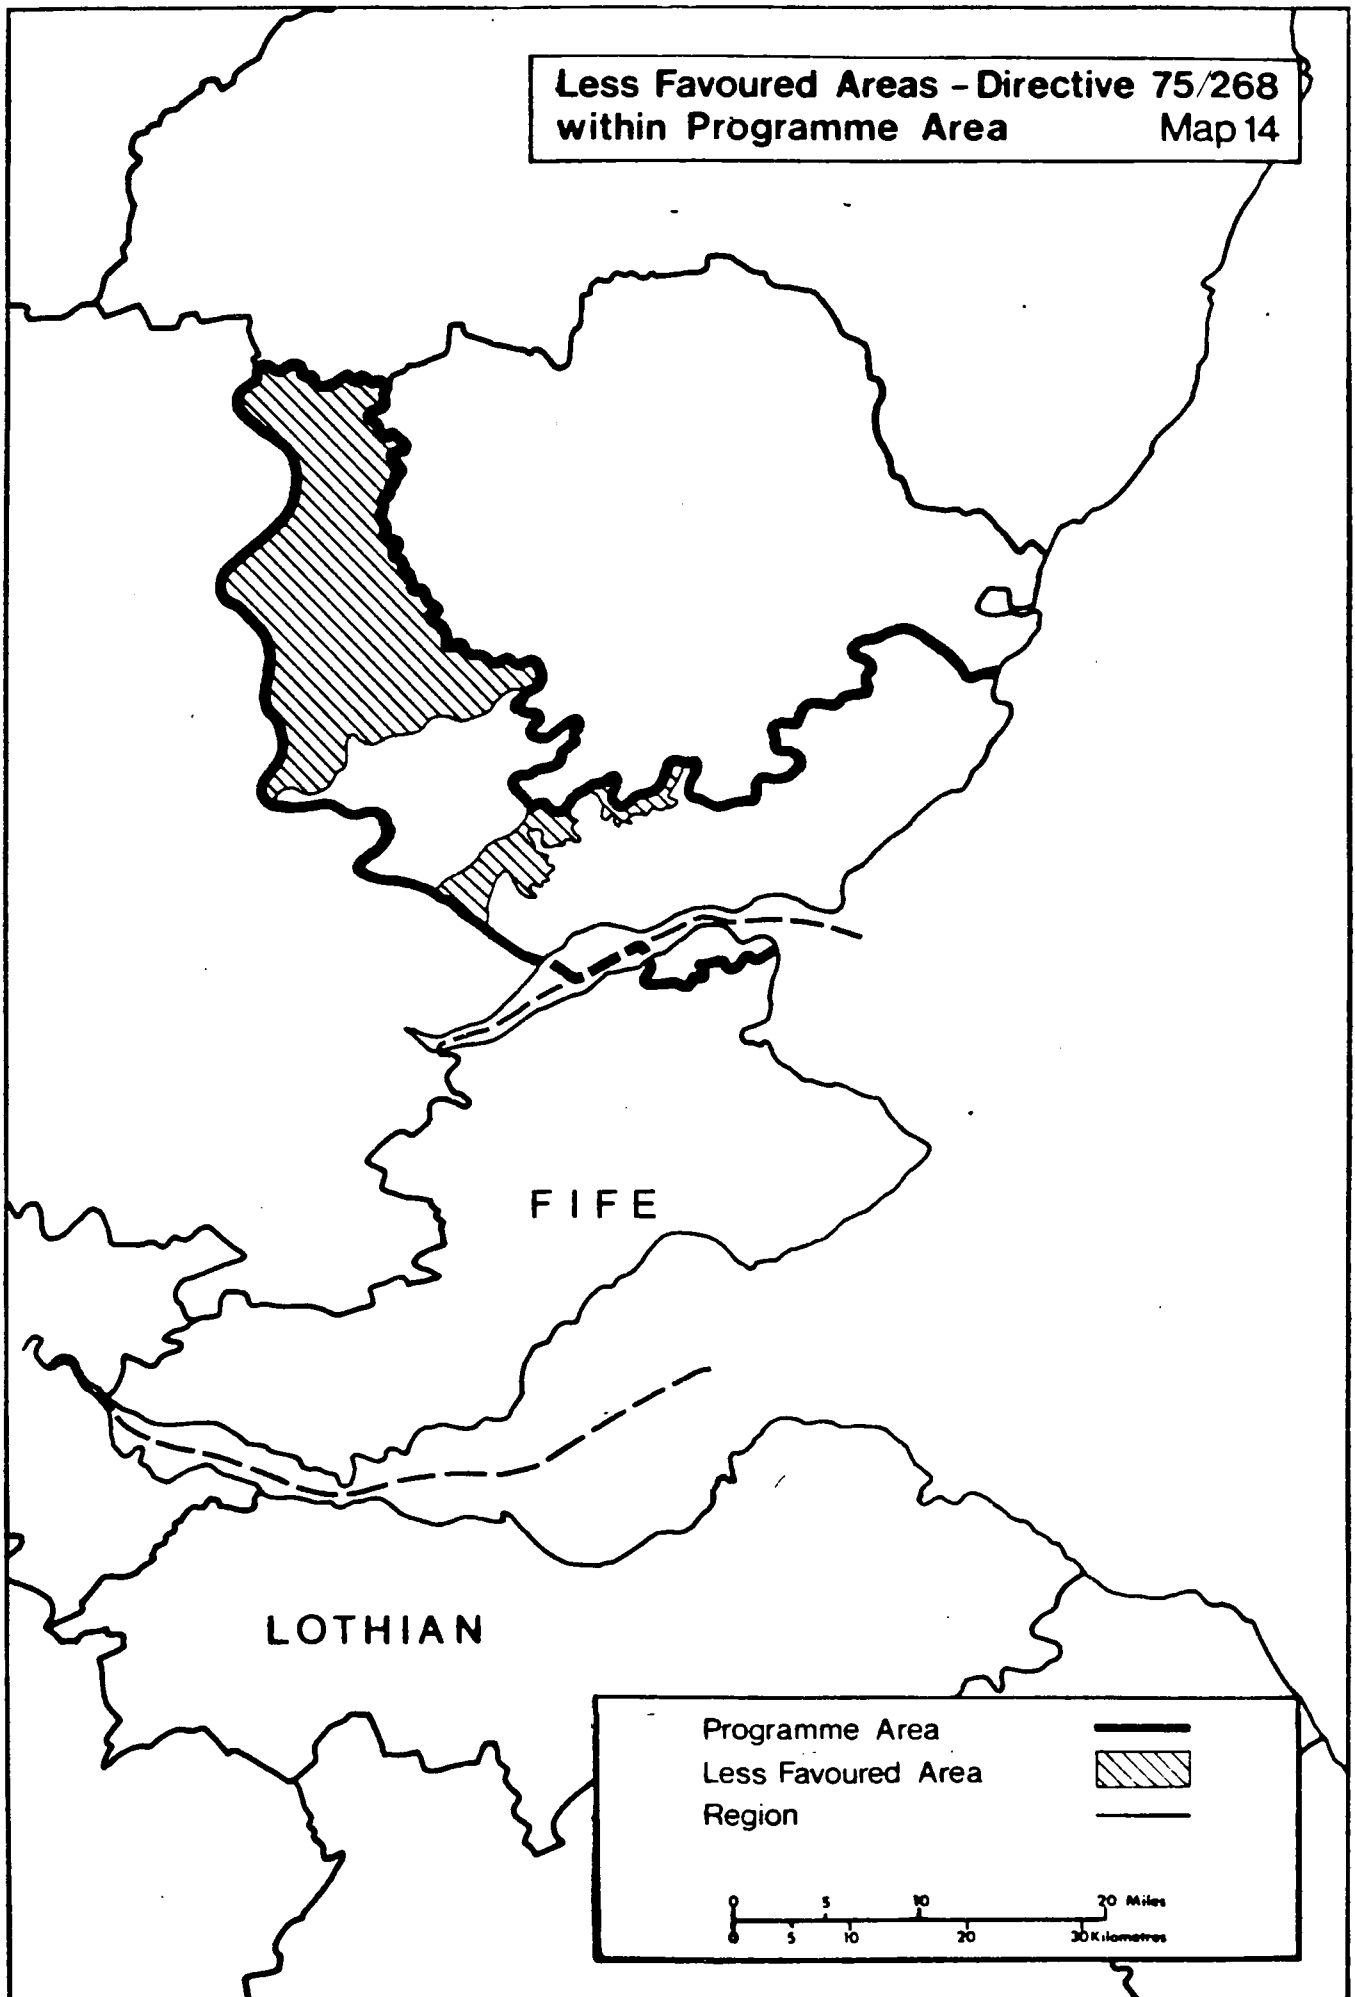 Less Favoured Areas - Directive 75/268
within Programme Area Map 14
FIFE
LOTHIAN
Programme Area
Less Favoured Area
Region
0 5 10 20 Miles
0 5 10 20 30 Kilometres